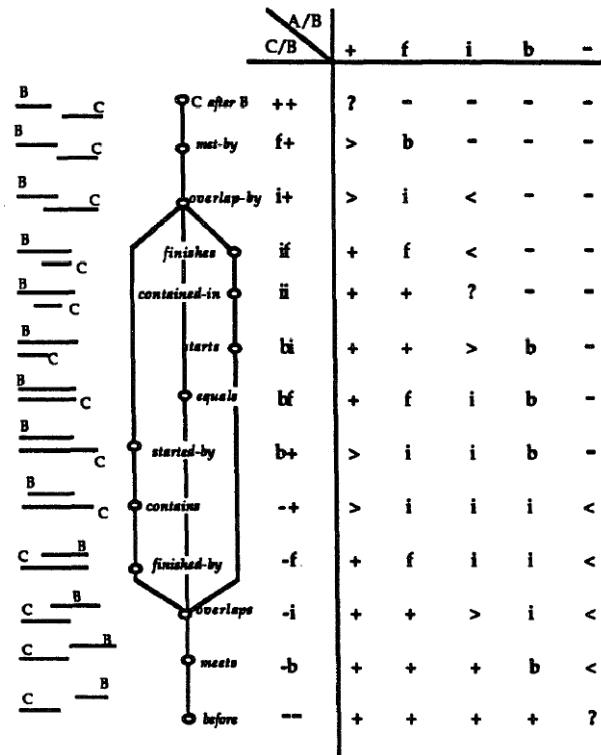 A/B
C/B + f i b -
B C C after B ++ ? - - - -
B C met-by f+ > b - - -
B C overlap-by i+ > i < - -
B C finishes if + f < - -
B C contained-in ii + + ? - -
B C starts bi + + > b -
B C equals bf + f i b -
B C started-by b+ > i i b -
B C contains -+ > i i i <
C B finished-by -f + f i i <
C B overlaps -i + + > i <
C B meets -b + + + b <
C B before -- + + + + ?